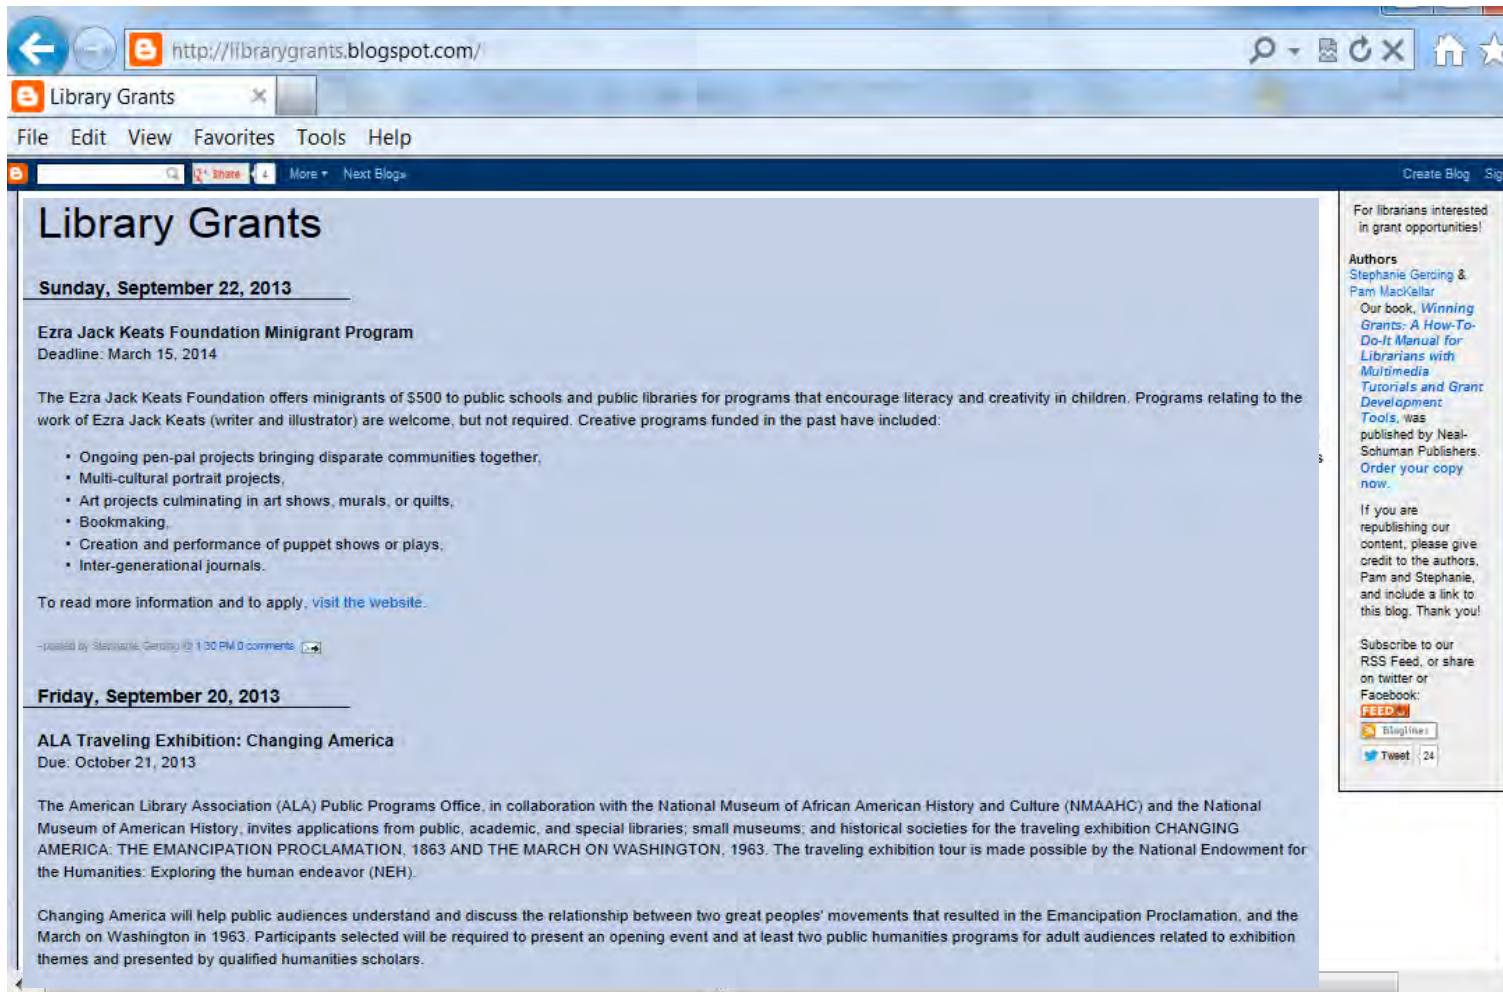 http://librarygrants.blogspot.com/
Library Grants
File Edit View Favorites Tools Help
Share 4 More Next Blog» Create Blog Sig
Library Grants
Sunday, September 22, 2013
Ezra Jack Keats Foundation Minigrant Program
Deadline: March 15, 2014
The Ezra Jack Keats Foundation offers minigrants of $500 to public schools and public libraries for programs that encourage literacy and creativity in children. Programs relating to the
work of Ezra Jack Keats (writer and illustrator) are welcome, but not required. Creative programs funded in the past have included:
• Ongoing pen-pal projects bringing disparate communities together,
• Multi-cultural portrait projects,
• Art projects culminating in art shows, murals, or quilts,
• Bookmaking,
• Creation and performance of puppet shows or plays,
• Inter-generational journals.
To read more information and to apply, visit the website.
-posted by Stephanie Gerding @ 1:30 PM 0 comments
Friday, September 20, 2013
ALA Traveling Exhibition: Changing America
Due: October 21, 2013
The American Library Association (ALA) Public Programs Office, in collaboration with the National Museum of African American History and Culture (NMAAHC) and the National
Museum of American History, invites applications from public, academic, and special libraries; small museums; and historical societies for the traveling exhibition CHANGING
AMERICA: THE EMANCIPATION PROCLAMATION, 1863 AND THE MARCH ON WASHINGTON, 1963. The traveling exhibition tour is made possible by the National Endowment for
the Humanities: Exploring the human endeavor (NEH).
Changing America will help public audiences understand and discuss the relationship between two great peoples' movements that resulted in the Emancipation Proclamation, and the
March on Washington in 1963. Participants selected will be required to present an opening event and at least two public humanities programs for adult audiences related to exhibition
themes and presented by qualified humanities scholars.
For librarians interested
in grant opportunities!
Authors
Stephanie Gerding &
Pam MacKellar
Our book, Winning
Grants: A How-To-
Do-It Manual for
Librarians with
Multimedia
Tutorials and Grant
Development
Tools, was
published by Neal-
Schuman Publishers.
Order your copy
now.
If you are
republishing our
content, please give
credit to the authors,
Pam and Stephanie,
and include a link to
this blog. Thank you!
Subscribe to our
RSS Feed, or share
on twitter or
Facebook:
FEED
Bloglines
Tweet 24